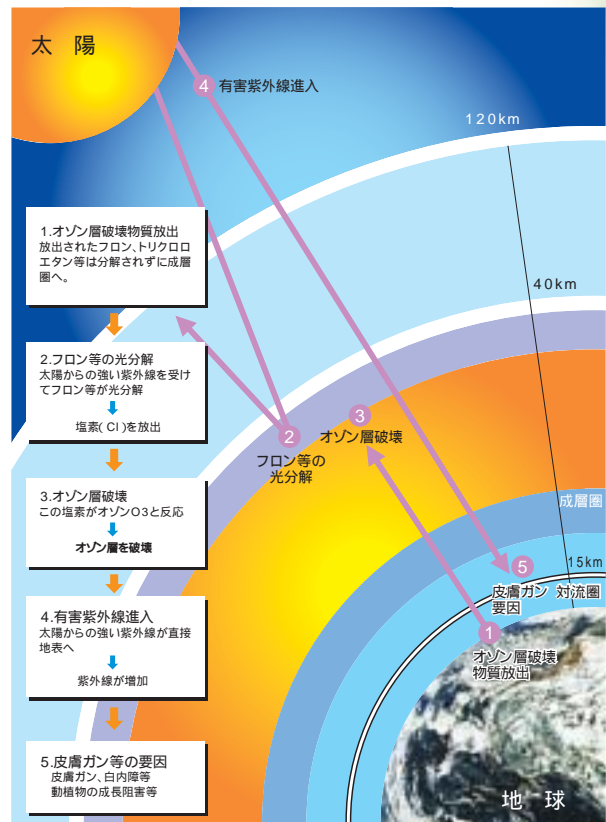 太 陽
4 有害紫外線進入
120km
1.オゾン層破壊物質放出
放出されたフロン、トリクロロ
エタン等は分解されずに成層
圏へ。
40km
2.フロン等の光分解
太陽からの強い紫外線を受け
てフロン等が光分解
塩素( Cl )を放出
3
オゾン層破壊
2
フロン等の
光分解
3.オゾン層破壊
この塩素がオゾンO3と反応
オゾン層を破壊
成層圏
15km
5
皮膚ガン
要因
対流圏
4.有害紫外線進入
太陽からの強い紫外線が直接
地表へ
紫外線が増加
1
オゾン層破壊
物質放出
5.皮膚ガン等の要因
皮膚ガン、白内障等
動植物の成長阻害等
地 球